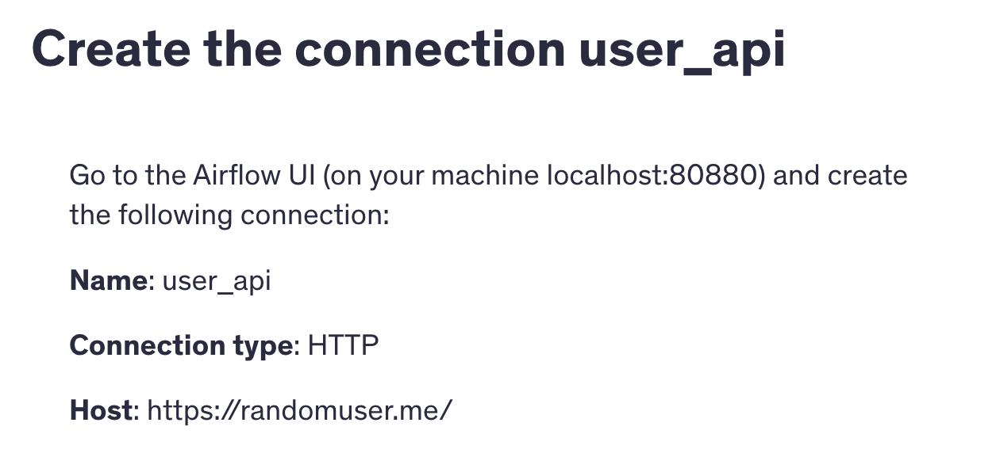 Create the connection user_api
Go to the Airflow UI (on your machine localhost:80880) and create
the following connection:
Name: user_api
Connection type: HTTP
Host: https://randomuser.me/